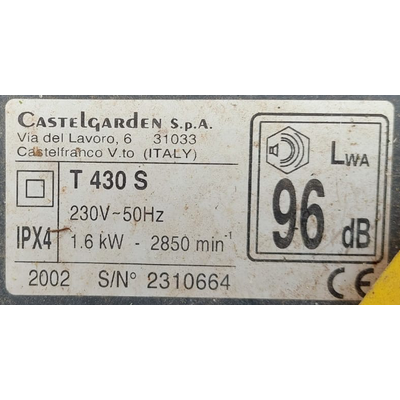 CASTELGARDEN S.p.A.
Via del Lavoro, 6 31033
Castelfranco V.to (ITALY)
T 430 S
230V~50Hz
IPX4 1.6 kW - 2850 min⁻¹
2002 S/N° 2310664
LWA
96 dB
CE